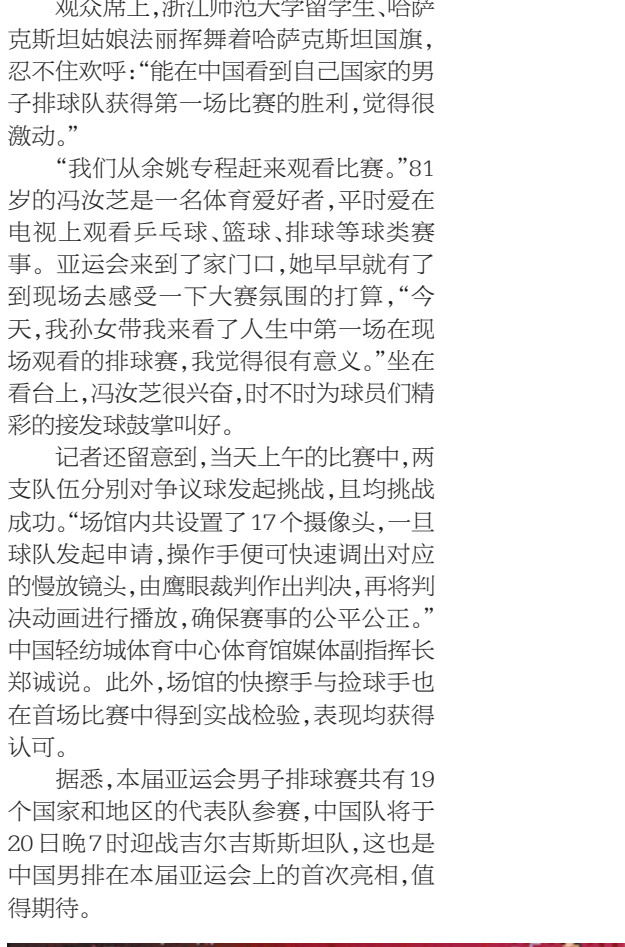 观众席上,浙江师范大学留学生、哈萨
克斯坦姑娘法丽挥舞着哈萨克斯坦国旗,
忍不住欢呼:“能在中国看到自己国家的男
子排球队获得第一场比赛的胜利,觉得很
激动。”
“我们从余姚专程赶来观看比赛。”81
岁的冯汝芝是一名体育爱好者,平时爱在
电视上观看乒乓球、篮球、排球等球类赛
事。亚运会来到了家门口,她早早就有了
到现场去感受一下大赛氛围的打算,“今
天,我孙女带我来看了人生中第一场在现
场观看的排球赛,我觉得很有意义。”坐在
看台上,冯汝芝很兴奋,时不时为球员们精
彩的接发球鼓掌叫好。
记者还留意到,当天上午的比赛中,两
支队伍分别对争议球发起挑战,且均挑战
成功。“场馆内共设置了17个摄像头,一旦
球队发起申请,操作手便可快速调出对应
的慢放镜头,由鹰眼裁判作出判决,再将判
决动画进行播放,确保赛事的公平公正。”
中国轻纺城体育中心体育馆媒体副指挥长
郑诚说。此外,场馆的快擦手与捡球手也
在首场比赛中得到实战检验,表现均获得
认可。
据悉,本届亚运会男子排球赛共有19
个国家和地区的代表队参赛,中国队将于
20日晚7时迎战吉尔吉斯斯坦队,这也是
中国男排在本届亚运会上的首次亮相,值
得期待。